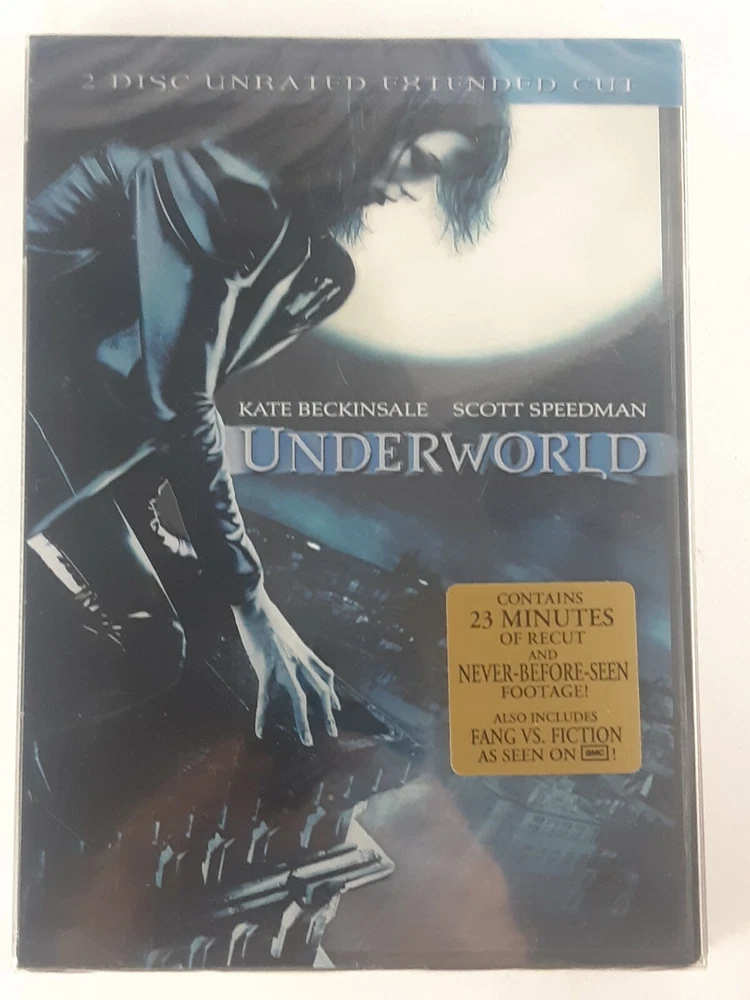 2 DISC UNRATED EXTENDED CUT
KATE BECKINSALE SCOTT SPEEDMAN
UNDERWORLD
CONTAINS
23 MINUTES
OF RECUT
AND
NEVER-BEFORE-SEEN
FOOTAGE!
ALSO INCLUDES
FANG VS. FICTION
AS SEEN ON amc!